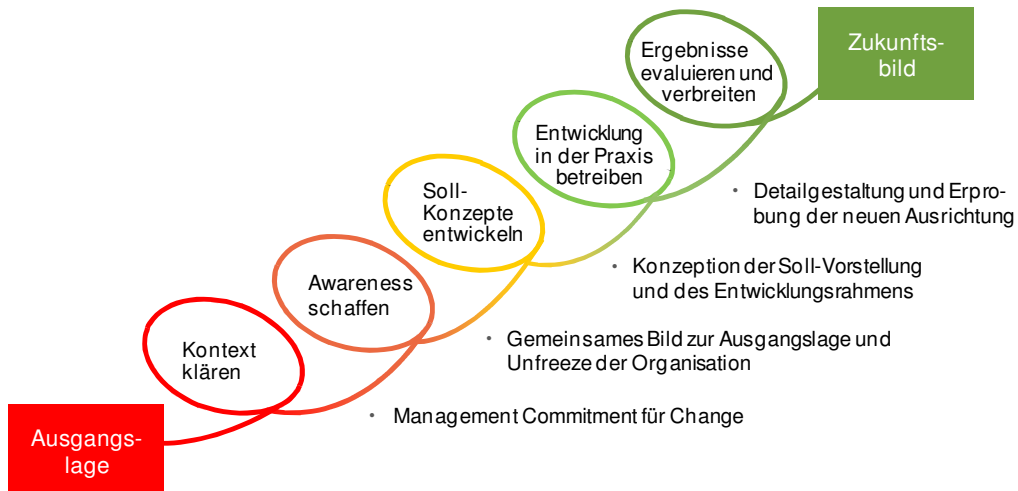 Ausgangs-
lage
Kontext
klären
• Management Commitment für Change
Awareness
schaffen
• Gemeinsames Bild zur Ausgangslage und
Unfreeze der Organisation
Soll-
Konzepte
entwickeln
• Konzeption der Soll-Vorstellung
und des Entwicklungsrahmens
Entwicklung
in der Praxis
betreiben
• Detailgestaltung und Erpro-
bung der neuen Ausrichtung
Ergebnisse
evaluieren und
verbreiten
Zukunfts-
bild